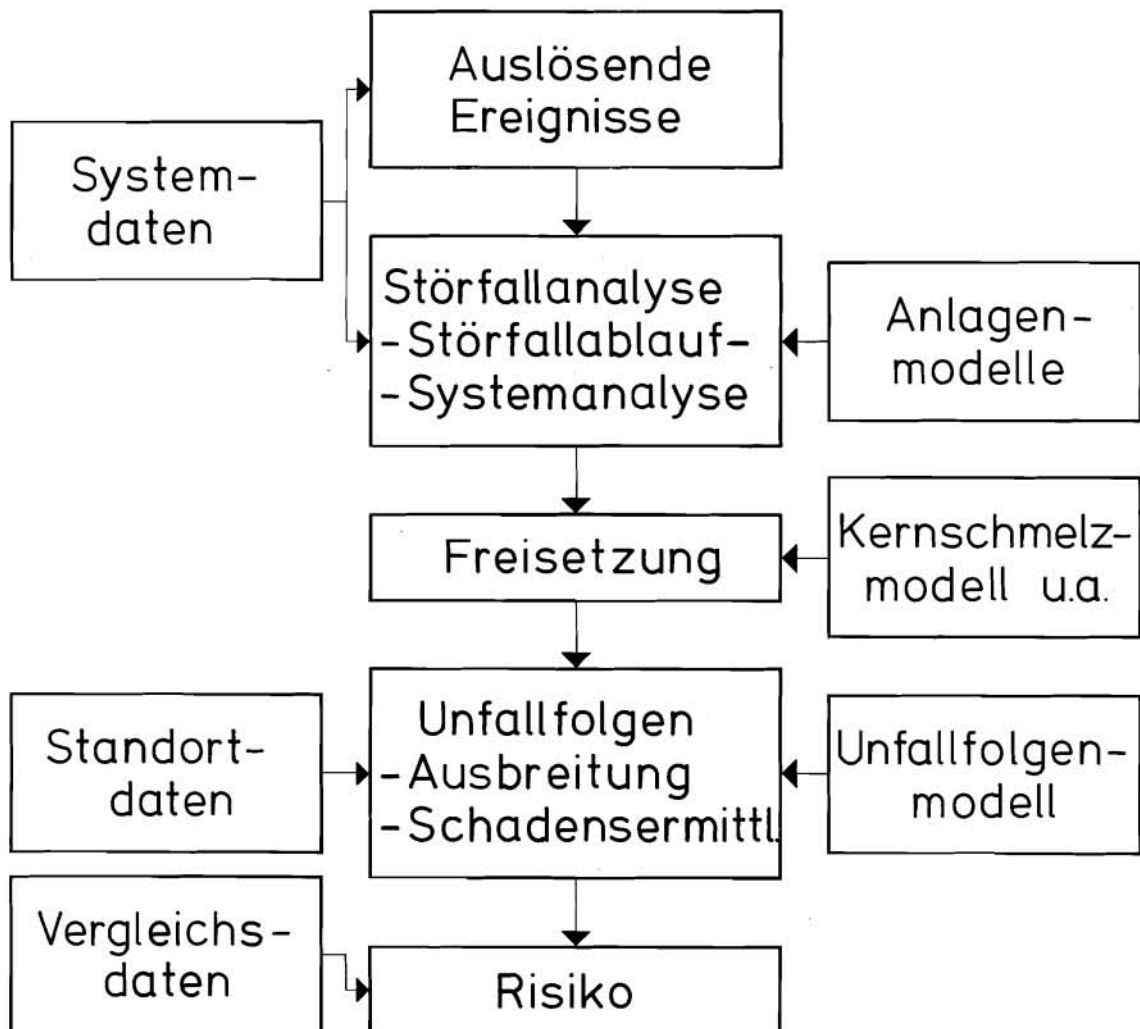 Auslösende
Ereignisse
System-
daten
Störfallanalyse
-Störfallablauf-
-Systemanalyse
Anlagen-
modelle
Freisetzung
Kernschmelz-
modell u.a.
Standort-
daten
Unfallfolgen
-Ausbreitung
-Schadensermittl.
Unfallfolgen-
modell
Vergleichs-
daten
Risiko